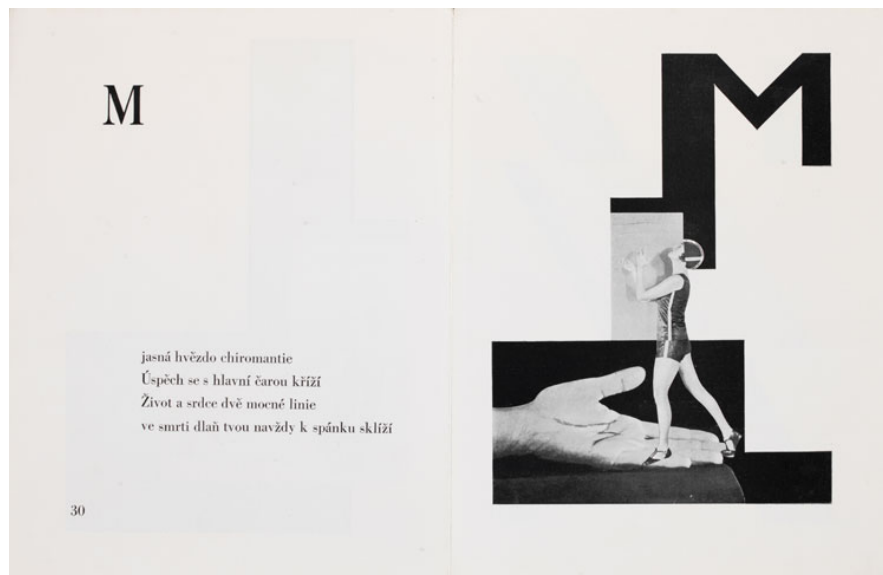 M
jasná hvězdo chiromantie
Úspěch se s hlavní čarou kříží
Život a srdce dvě mocné linie
ve smrti dlaň tvou navždy k spánku sklíží
30
M